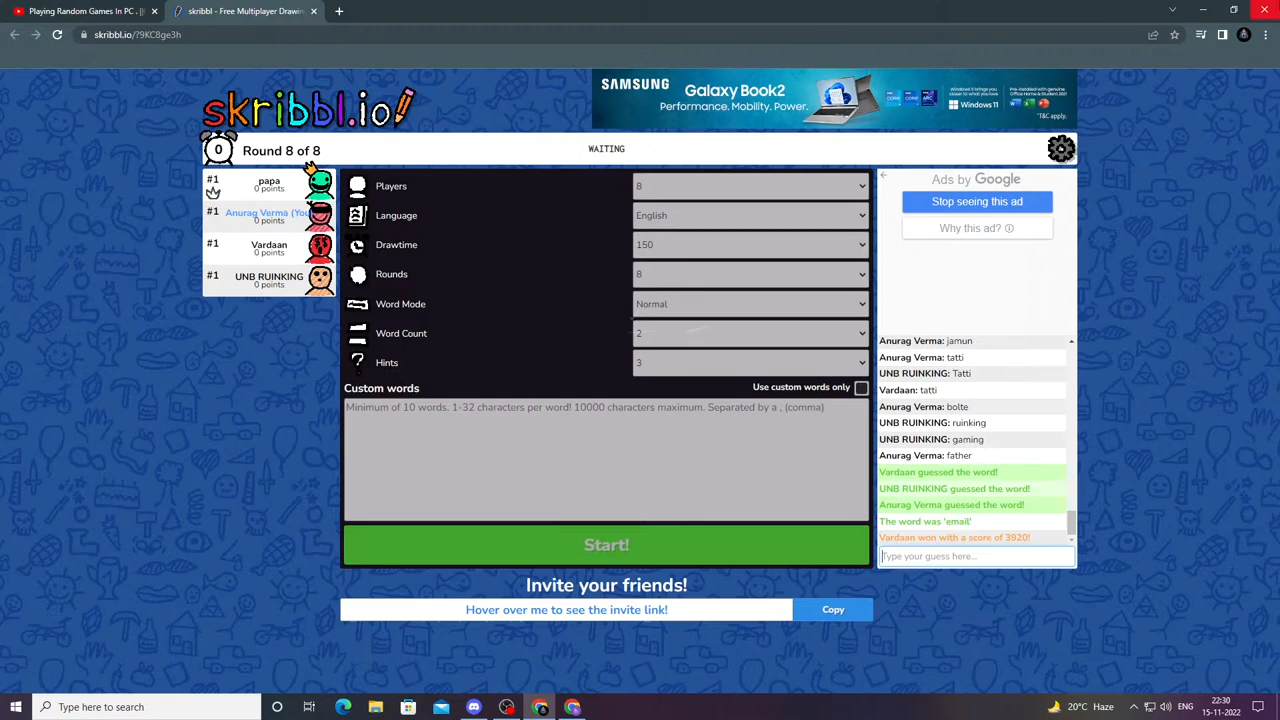 Playing Random Games In PC . ||
skribbl - Free Multiplayer Drawing
skribbl.io/?9KC8ge3h
skribbl.io
SAMSUNG
Galaxy Book2
Performance. Mobility. Power.
Windows 11
*T&C apply.
0
Round 8 of 8
WAITING
#1
papa
0 points
#1
Anurag Verma (You
0 points
#1
Vardaan
0 points
#1
UNB RUINKING
0 points
Players
8
Language
English
Drawtime
150
Rounds
8
Word Mode
Normal
Word Count
2
Hints
3
Custom words
Use custom words only
Minimum of 10 words. 1-32 characters per word! 10000 characters maximum. Separated by a , (comma)
Start!
Invite your friends!
Hover over me to see the invite link!
Copy
Ads by Google
Stop seeing this ad
Why this ad?
Anurag Verma: jamun
Anurag Verma: tatti
UNB RUINKING: Tatti
Vardaan: tatti
Anurag Verma: bolte
UNB RUINKING: ruinking
UNB RUINKING: gaming
Anurag Verma: father
Vardaan guessed the word!
UNB RUINKING guessed the word!
Anurag Verma guessed the word!
The word was 'email'
Vardaan won with a score of 3920!
Type your guess here...
Type here to search
20°C Haze
ENG
22:30
15-11-2022